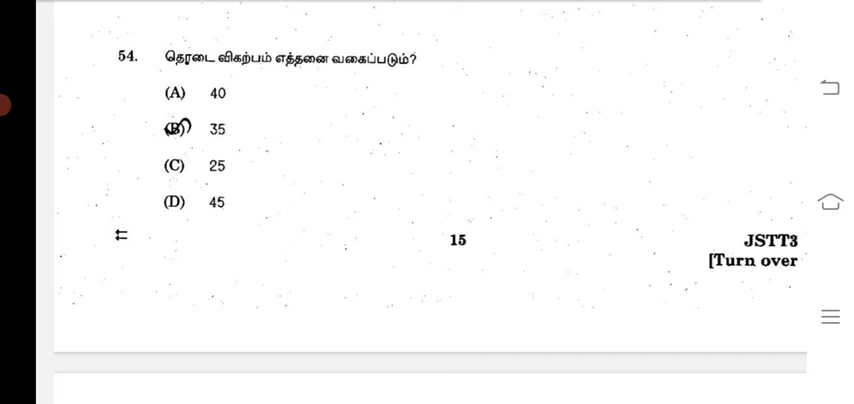 54. தொடை விகற்பம் எத்தனை வகைப்படும்?
(A) 40
(B) 35
(C) 25
(D) 45
15
JSTT3
[Turn over